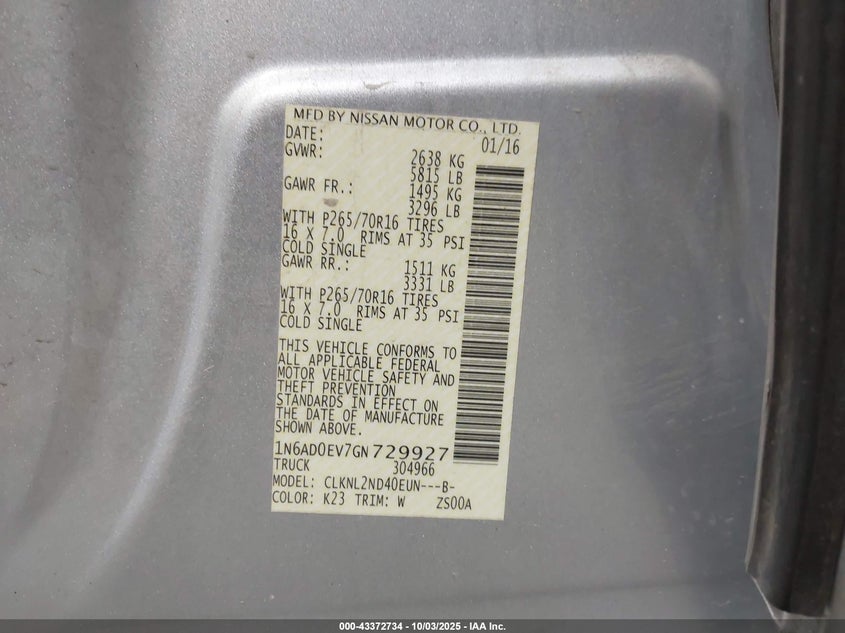 MFD BY NISSAN MOTOR CO., LTD.
DATE: 01/16
GVWR: 2638 KG
5815 LB
GAWR FR.: 1495 KG
3296 LB
WITH P265/70R16 TIRES
16 X 7.0 RIMS AT 35 PSI
COLD SINGLE
GAWR RR.: 1511 KG
3331 LB
WITH P265/70R16 TIRES
16 X 7.0 RIMS AT 35 PSI
COLD SINGLE
THIS VEHICLE CONFORMS TO
ALL APPLICABLE FEDERAL
MOTOR VEHICLE SAFETY AND
THEFT PREVENTION
STANDARDS IN EFFECT ON
THE DATE OF MANUFACTURE
SHOWN ABOVE.
1N6AD0EV7GN729927
TRUCK 304966
MODEL: CLKNL2ND40EUN---B-
COLOR: K23 TRIM: W ZS00A
000-43372734 - 10/03/2025 - IAA Inc.